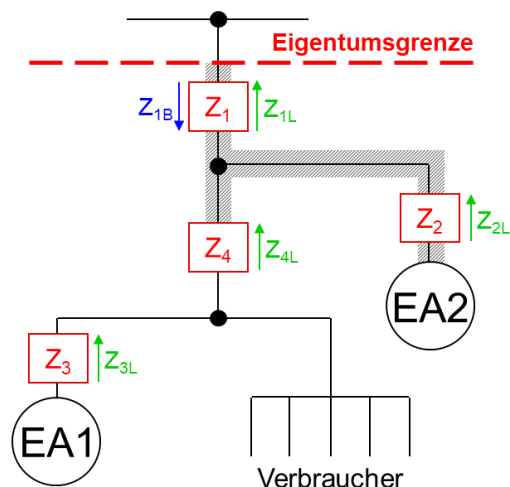 Eigentumsgrenze
Z1B Z1 Z1L
Z2 Z2L
Z4 Z4L
EA2
Z3 Z3L
EA1
Verbraucher